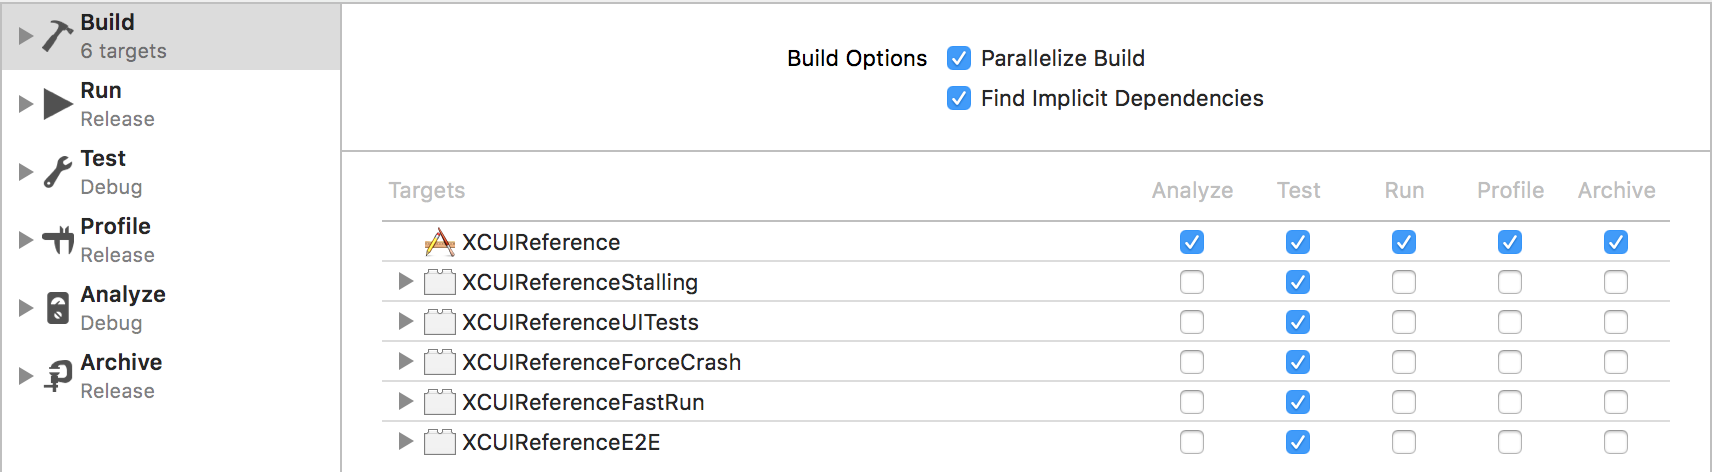 Build
6 targets
Run
Release
Test
Debug
Profile
Release
Analyze
Debug
Archive
Release
Build Options Parallelize Build
Find Implicit Dependencies
Targets Analyze Test Run Profile Archive
XCUIReference
XCUIReferenceStalling
XCUIReferenceUITests
XCUIReferenceForceCrash
XCUIReferenceFastRun
XCUIReferenceE2E